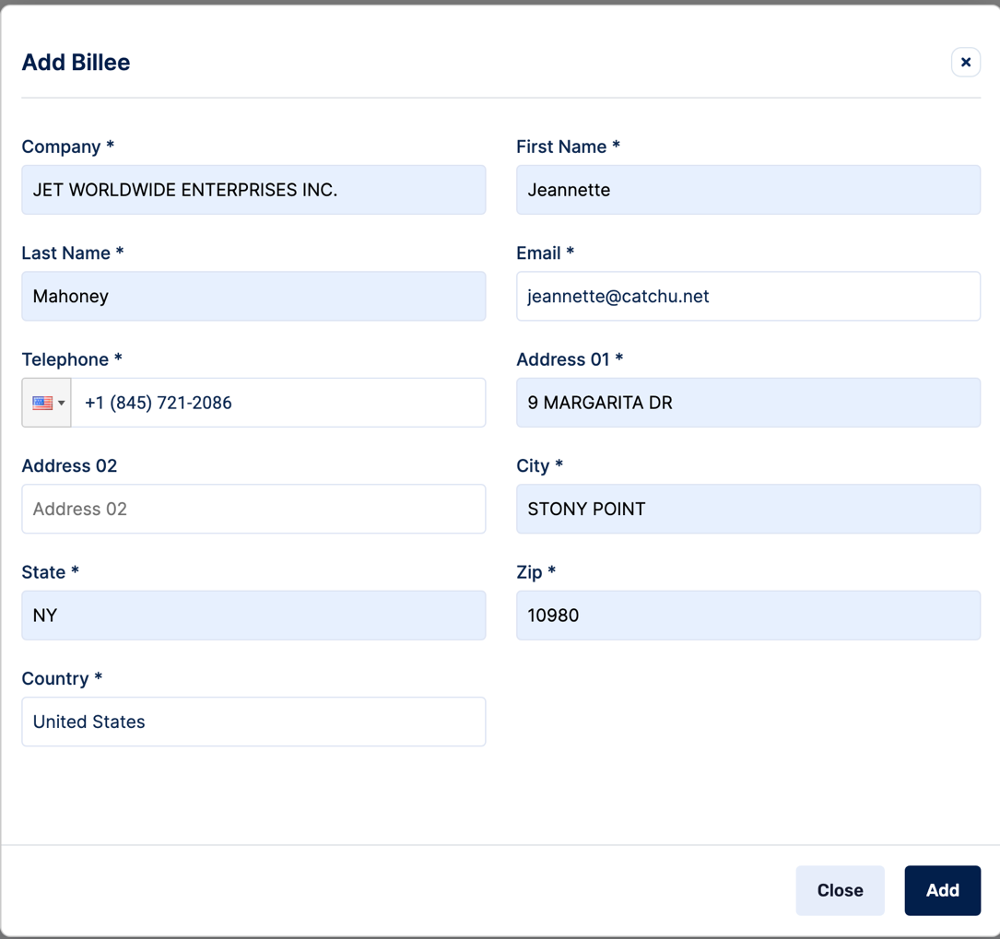 Add Billee
Company *
First Name *
JET WORLDWIDE ENTERPRISES INC.
Jeannette
Last Name *
Email *
Mahoney
jeannette@catchu.net
Telephone *
Address 01 *
+1 (845) 721-2086
9 MARGARITA DR
Address 02
City *
Address 02
STONY POINT
State *
Zip *
NY
10980
Country *
United States
Close
Add